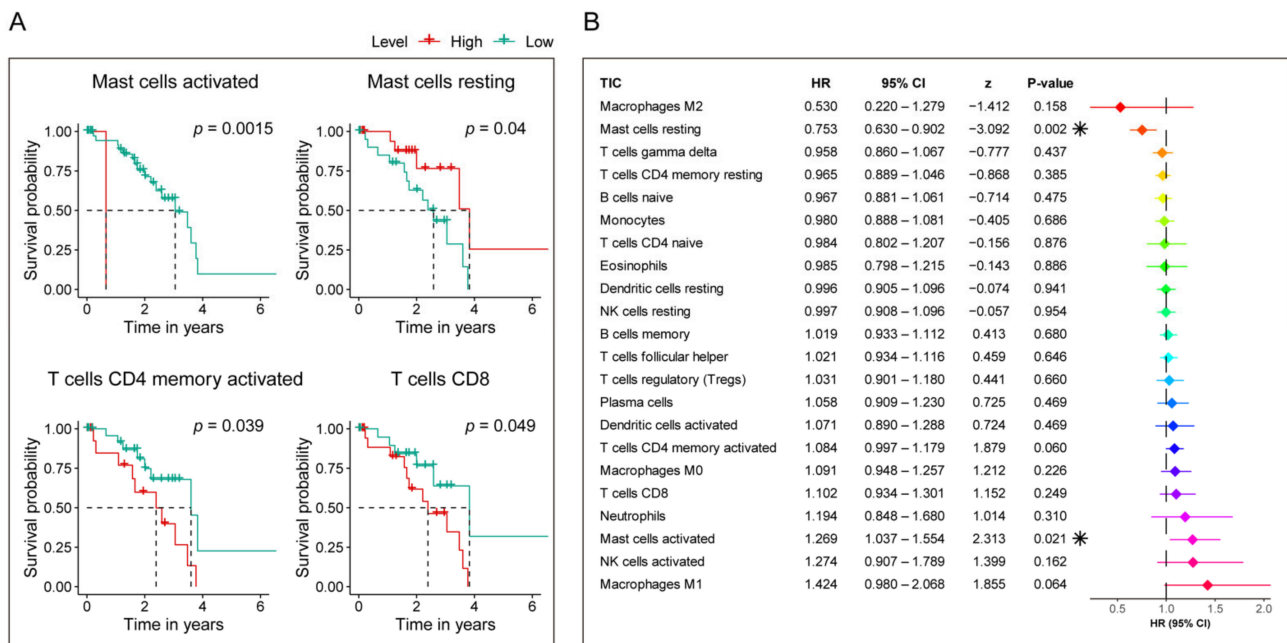 A
Level High Low
Mast cells activated
p = 0.0015
Survival probability
1.00
0.75
0.50
0.25
0.00
0 2 4 6
Time in years
Mast cells resting
p = 0.04
Survival probability
1.00
0.75
0.50
0.25
0.00
0 2 4 6
Time in years
T cells CD4 memory activated
p = 0.039
Survival probability
1.00
0.75
0.50
0.25
0.00
0 2 4 6
Time in years
T cells CD8
p = 0.049
Survival probability
1.00
0.75
0.50
0.25
0.00
0 2 4 6
Time in years
B
TIC HR 95% CI z P-value
Macrophages M2 0.530 0.220 – 1.279 −1.412 0.158
Mast cells resting 0.753 0.630 – 0.902 −3.092 0.002 ✳
T cells gamma delta 0.958 0.860 – 1.067 −0.777 0.437
T cells CD4 memory resting 0.965 0.889 – 1.046 −0.868 0.385
B cells naive 0.967 0.881 – 1.061 −0.714 0.475
Monocytes 0.980 0.888 – 1.081 −0.405 0.686
T cells CD4 naive 0.984 0.802 – 1.207 −0.156 0.876
Eosinophils 0.985 0.798 – 1.215 −0.143 0.886
Dendritic cells resting 0.996 0.905 – 1.096 −0.074 0.941
NK cells resting 0.997 0.908 – 1.096 −0.057 0.954
B cells memory 1.019 0.933 – 1.112 0.413 0.680
T cells follicular helper 1.021 0.934 – 1.116 0.459 0.646
T cells regulatory (Tregs) 1.031 0.901 – 1.180 0.441 0.660
Plasma cells 1.058 0.909 – 1.230 0.725 0.469
Dendritic cells activated 1.071 0.890 – 1.288 0.724 0.469
T cells CD4 memory activated 1.084 0.997 – 1.179 1.879 0.060
Macrophages M0 1.091 0.948 – 1.257 1.212 0.226
T cells CD8 1.102 0.934 – 1.301 1.152 0.249
Neutrophils 1.194 0.848 – 1.680 1.014 0.310
Mast cells activated 1.269 1.037 – 1.554 2.313 0.021 ✳
NK cells activated 1.274 0.907 – 1.789 1.399 0.162
Macrophages M1 1.424 0.980 – 2.068 1.855 0.064
0.5 1.0 1.5 2.0
HR (95% CI)